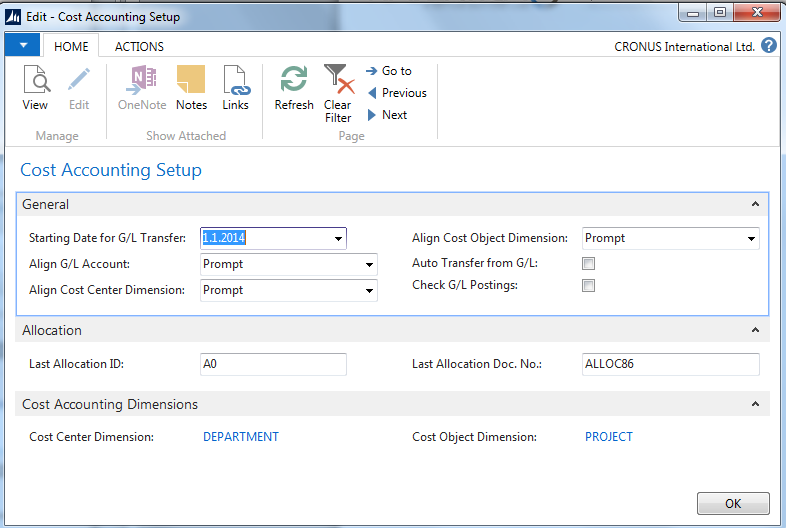 Edit - Cost Accounting Setup
HOME ACTIONS CRONUS International Ltd.
View Edit OneNote Notes Links Refresh Clear Filter Go to
Previous
Next
Manage Show Attached Page
Cost Accounting Setup
General
Starting Date for G/L Transfer: 1.1.2014 Align Cost Object Dimension: Prompt
Align G/L Account: Prompt Auto Transfer from G/L:
Align Cost Center Dimension: Prompt Check G/L Postings:
Allocation
Last Allocation ID: A0 Last Allocation Doc. No.: ALLOC86
Cost Accounting Dimensions
Cost Center Dimension: DEPARTMENT Cost Object Dimension: PROJECT
OK